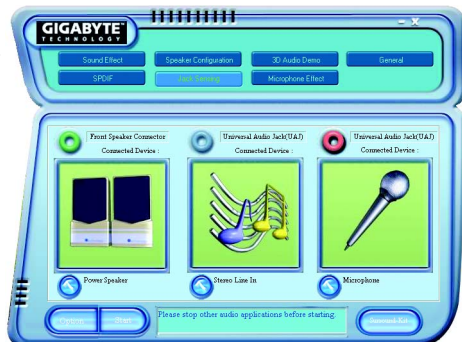 GIGABYTE™
TECHNOLOGY
Sound Effect
Speaker Configuration
3D Audio Demo
General
SPDIF
Jack Sensing
Microphone Effect
Front Speaker Connector
Connected Device :
Universal Audio Jack(UAJ)
Connected Device :
Universal Audio Jack(UAJ)
Connected Device :
Power Speaker
Stereo Line In
Microphone
Option
Start
Please stop other audio applications before starting.